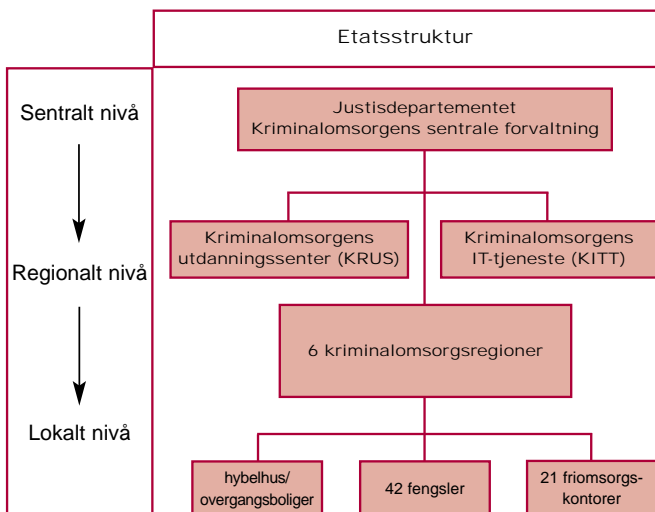 Etatsstruktur
Sentralt nivå
Justisdepartementet
Kriminalomsorgens sentrale forvaltning
Kriminalomsorgens
utdanningssenter (KRUS)
Kriminalomsorgens
IT-tjeneste (KITT)
Regionalt nivå
6 kriminalomsorgsregioner
Lokalt nivå
hybelhus/
overgangsboliger
42 fengsler
21 friomsorgs-
kontorer